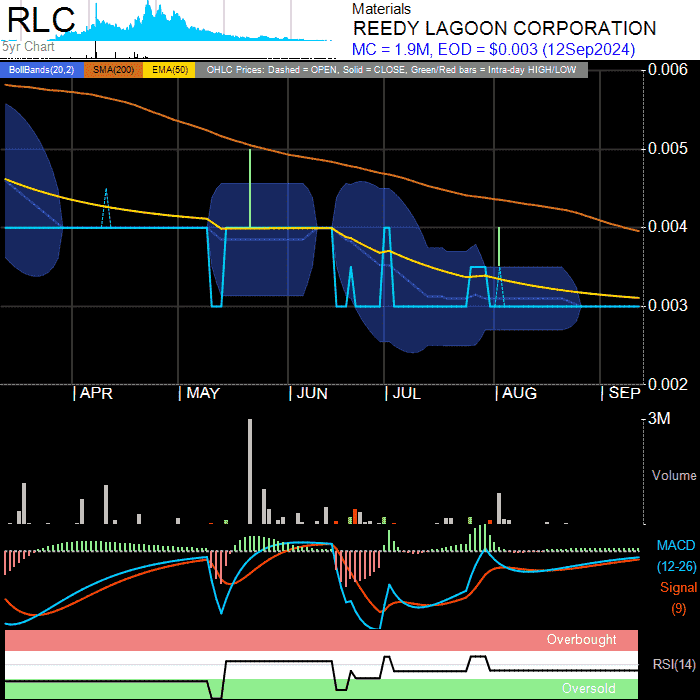 RLC
5yr Chart
Materials
REEDY LAGOON CORPORATION
MC = 1.9M, EOD = $0.003 (12Sep2024)
BollBands(20,2) SMA(200) EMA(50) OHLC Prices: Dashed = OPEN, Solid = CLOSE, Green/Red bars = Intra-day HIGH/LOW
0.006
0.005
0.004
0.003
0.002
APR MAY JUN JUL AUG SEP
3M
Volume
MACD
(12-26)
Signal
(9)
Overbought
RSI(14)
Oversold